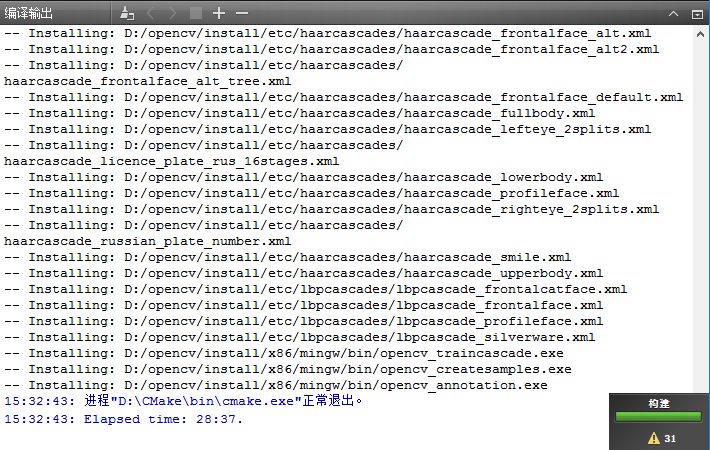 编译输出
-- Installing: D:/opencv/install/etc/haarcascades/haarcascade_frontalface_alt.xml
-- Installing: D:/opencv/install/etc/haarcascades/haarcascade_frontalface_alt2.xml
-- Installing: D:/opencv/install/etc/haarcascades/
haarcascade_frontalface_alt_tree.xml
-- Installing: D:/opencv/install/etc/haarcascades/haarcascade_frontalface_default.xml
-- Installing: D:/opencv/install/etc/haarcascades/haarcascade_fullbody.xml
-- Installing: D:/opencv/install/etc/haarcascades/haarcascade_lefteye_2splits.xml
-- Installing: D:/opencv/install/etc/haarcascades/
haarcascade_licence_plate_rus_16stages.xml
-- Installing: D:/opencv/install/etc/haarcascades/haarcascade_lowerbody.xml
-- Installing: D:/opencv/install/etc/haarcascades/haarcascade_profileface.xml
-- Installing: D:/opencv/install/etc/haarcascades/haarcascade_righteye_2splits.xml
-- Installing: D:/opencv/install/etc/haarcascades/
haarcascade_russian_plate_number.xml
-- Installing: D:/opencv/install/etc/haarcascades/haarcascade_smile.xml
-- Installing: D:/opencv/install/etc/haarcascades/haarcascade_upperbody.xml
-- Installing: D:/opencv/install/etc/lbpcascades/lbpcascade_frontalcatface.xml
-- Installing: D:/opencv/install/etc/lbpcascades/lbpcascade_frontalface.xml
-- Installing: D:/opencv/install/etc/lbpcascades/lbpcascade_profileface.xml
-- Installing: D:/opencv/install/etc/lbpcascades/lbpcascade_silverware.xml
-- Installing: D:/opencv/install/x86/mingw/bin/opencv_traincascade.exe
-- Installing: D:/opencv/install/x86/mingw/bin/opencv_createsamples.exe
-- Installing: D:/opencv/install/x86/mingw/bin/opencv_annotation.exe
15:32:43: 进程"D:\CMake\bin\cmake.exe"正常退出。
15:32:43: Elapsed time: 28:37.
构建
31